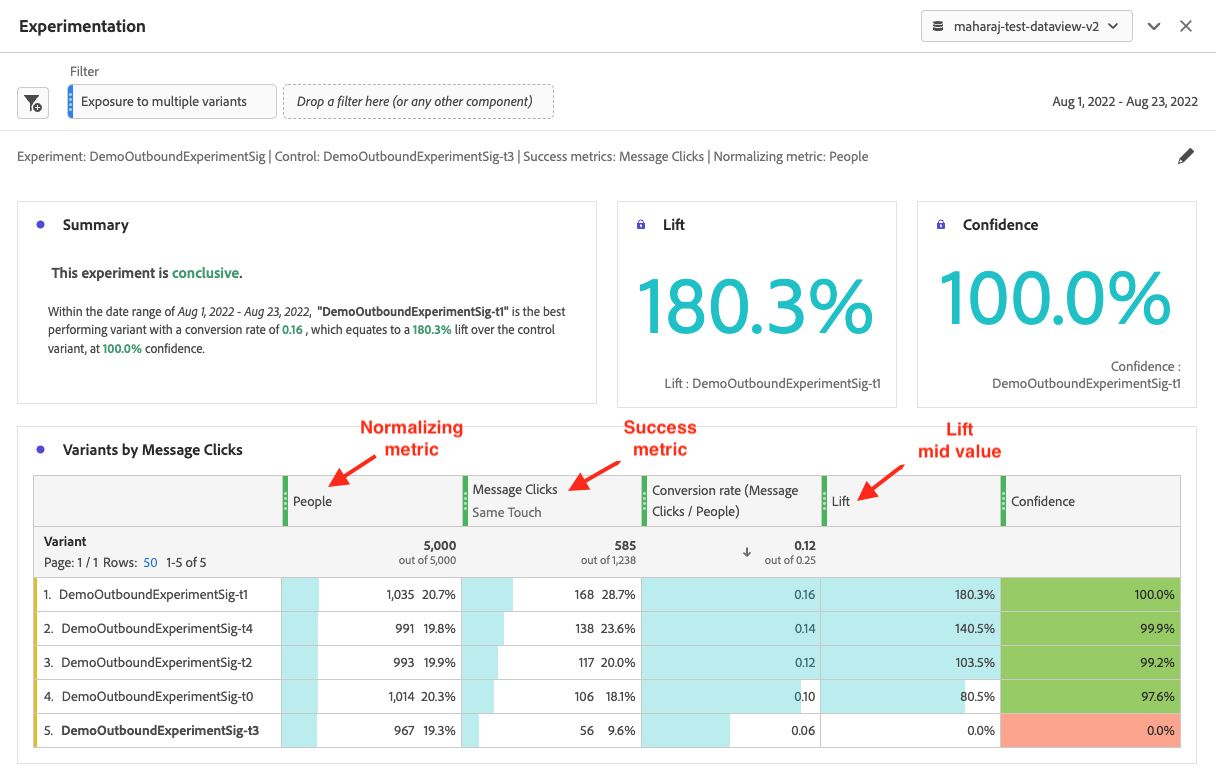 Experimentation
maharaj-test-dataview-v2
Filter
Exposure to multiple variants
Drop a filter here (or any other component)
Aug 1, 2022 - Aug 23, 2022
Experiment: DemoOutboundExperimentSig | Control: DemoOutboundExperimentSig-t3 | Success metrics: Message Clicks | Normalizing metric: People
Summary
This experiment is conclusive.
Within the date range of Aug 1, 2022 - Aug 23, 2022, "DemoOutboundExperimentSig-t1" is the best
performing variant with a conversion rate of 0.16 , which equates to a 180.3% lift over the control
variant, at 100.0% confidence.
Lift
180.3%
Lift : DemoOutboundExperimentSig-t1
Confidence
100.0%
Confidence :
DemoOutboundExperimentSig-t1
Normalizing
metric
Success
metric
Lift
mid value
Variants by Message Clicks
People
Message Clicks
Same Touch
Conversion rate (Message
Clicks / People)
Lift
Confidence
Variant
Page: 1 / 1 Rows: 50 1-5 of 5
5,000
out of 5,000
585
out of 1,238
0.12
out of 0.25
1. DemoOutboundExperimentSig-t1 1,035 20.7% 168 28.7% 0.16 180.3% 100.0%
2. DemoOutboundExperimentSig-t4 991 19.8% 138 23.6% 0.14 140.5% 99.9%
3. DemoOutboundExperimentSig-t2 993 19.9% 117 20.0% 0.12 103.5% 99.2%
4. DemoOutboundExperimentSig-t0 1,014 20.3% 106 18.1% 0.10 80.5% 97.6%
5. DemoOutboundExperimentSig-t3 967 19.3% 56 9.6% 0.06 0.0% 0.0%